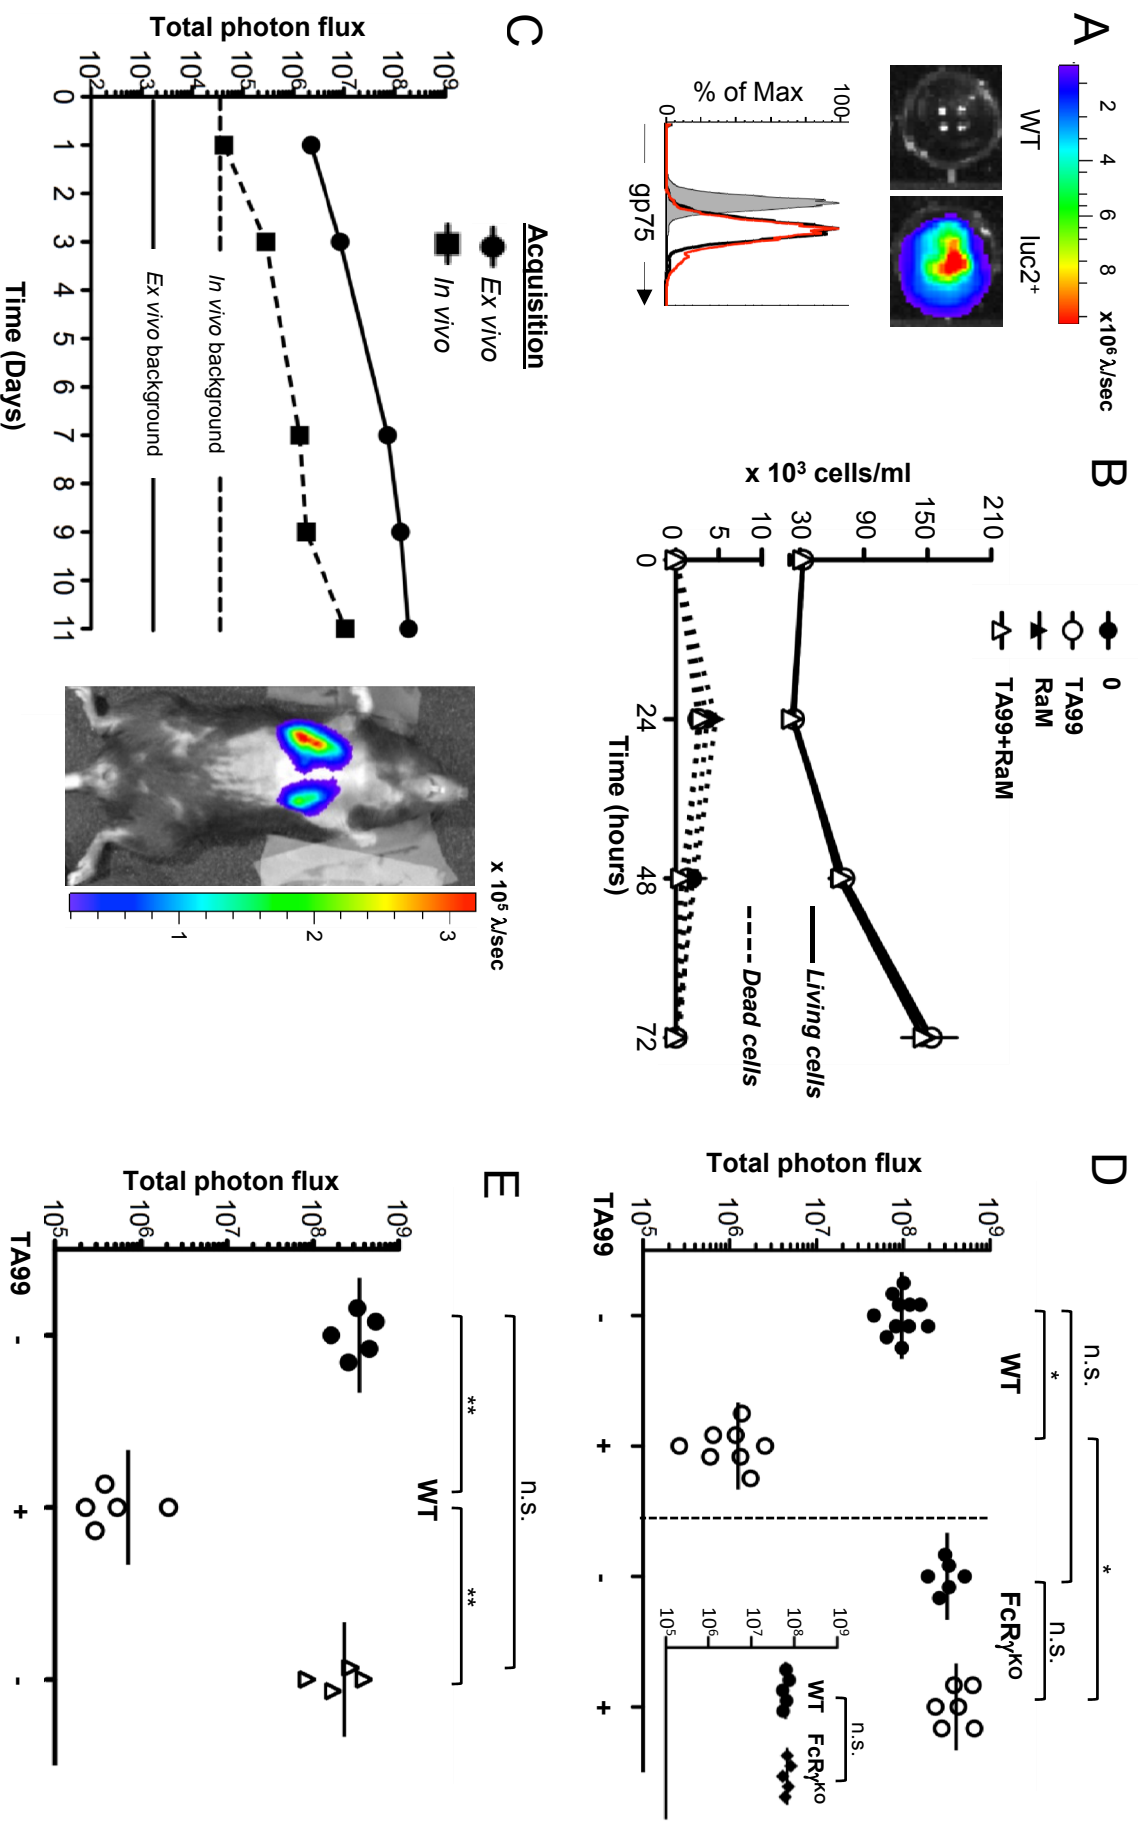 A
WT
luc2⁺
2
4
6
8
x10⁶ λ/sec
% of Max
100
0
gp75
B
0
TA99
RaM
TA99+RaM
x 10³ cells/ml
210
150
90
30
10
5
0
0
24
48
72
Time (hours)
Living cells
Dead cells
C
Total photon flux
10⁹
10⁸
10⁷
10⁶
10⁵
10⁴
10³
10²
Acquisition
Ex vivo
In vivo
In vivo background
Ex vivo background
0 1 2 3 4 5 6 7 8 9 10 11
Time (Days)
x 10⁵ λ/sec
1
2
3
D
Total photon flux
10⁹
10⁸
10⁷
10⁶
10⁵
*
n.s.
*
n.s.
WT
FcRγᴷᴼ
TA99
-
+
-
+
10⁹
10⁸
10⁷
10⁶
10⁵
n.s.
WT
FcRγᴷᴼ
E
Total photon flux
10⁹
10⁸
10⁷
10⁶
10⁵
n.s.
**
**
WT
TA99
-
+
-